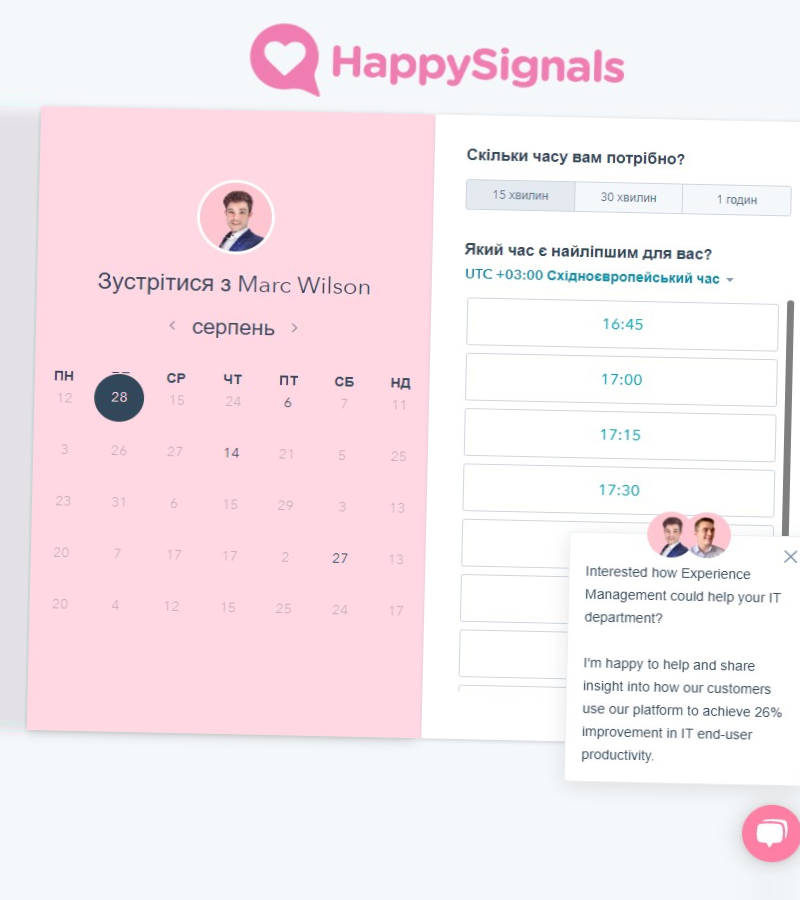 HappySignals
Зустрітися з Marc Wilson
серпень
ПН СР ЧТ ПТ СБ НД
12 28 15 24 6 7 11
3 26 27 14 21 5 25
23 31 6 15 29 3 13
20 7 17 17 2 27 13
20 4 12 15 25 24 17
Скільки часу вам потрібно?
15 хвилин 30 хвилин 1 годин
Який час є найліпшим для вас?
UTC +03:00 Східноєвропейський час
16:45
17:00
17:15
17:30
Interested how Experience
Management could help your IT
department?
I'm happy to help and share
insight into how our customers
use our platform to achieve 26%
improvement in IT end-user
productivity.